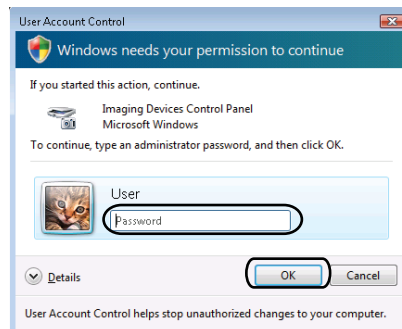 User Account Control
Windows needs your permission to continue
If you started this action, continue.
Imaging Devices Control Panel
Microsoft Windows
To continue, type an administrator password, and then click OK.
User
Password
Details
OK
Cancel
User Account Control helps stop unauthorized changes to your computer.